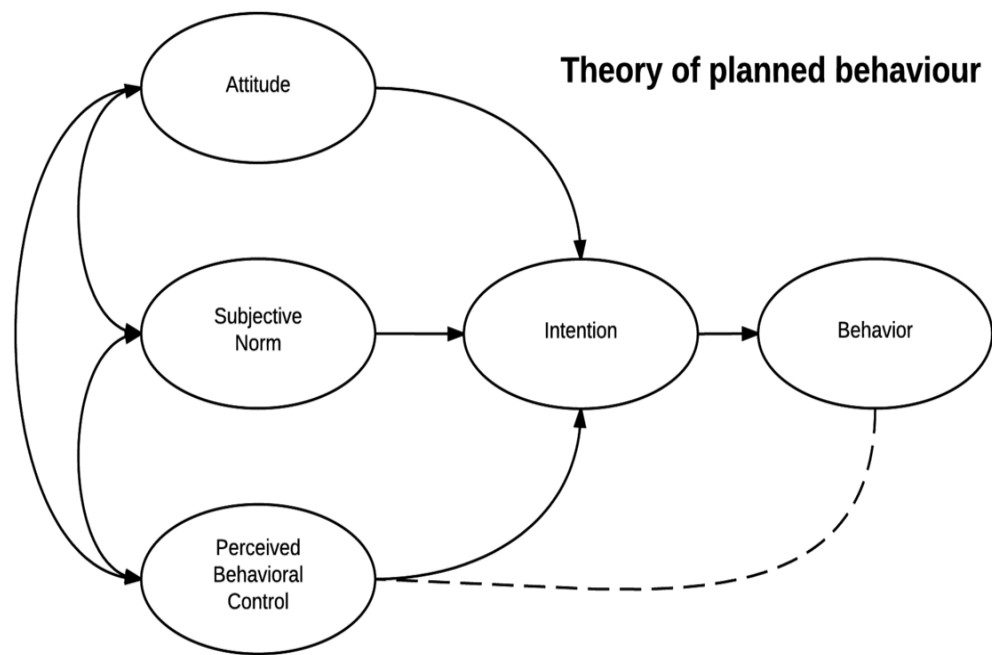 Theory of planned behaviour
Attitude
Subjective
Norm
Intention
Behavior
Perceived
Behavioral
Control